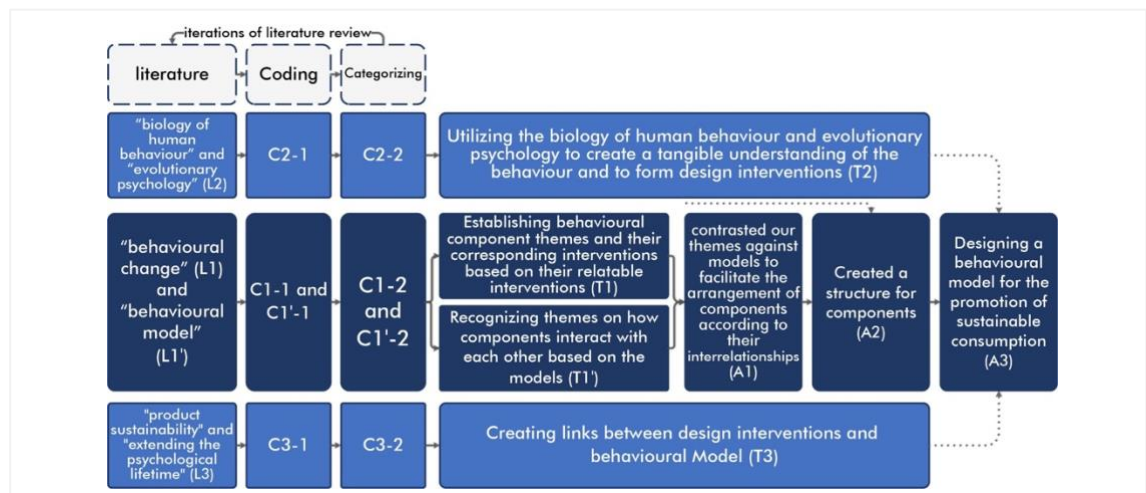 iterations of literature review
literature
Coding
Categorizing
“biology of
human
behaviour” and
“evolutionary
psychology” (L2)
C2-1
C2-2
Utilizing the biology of human behaviour and evolutionary
psychology to create a tangible understanding of the
behaviour and to form design interventions (T2)
“behavioural
change” (L1)
and
“behavioural
model”
(L1')
C1-1 and
C1'-1
C1-2
and
C1'-2
Establishing behavioural
component themes and their
corresponding interventions
based on their relatable
interventions (T1)
Recognizing themes on how
components interact with
each other based on the
models (T1')
contrasted our
themes against
models to
facilitate the
arrangement of
components
according to
their
interrelationships
(A1)
Created a
structure for
components
(A2)
Designing a
behavioural
model for the
promotion of
sustainable
consumption
(A3)
"product
sustainability" and
"extending the
psychological
lifetime" (L3)
C3-1
C3-2
Creating links between design interventions and
behavioural Model (T3)